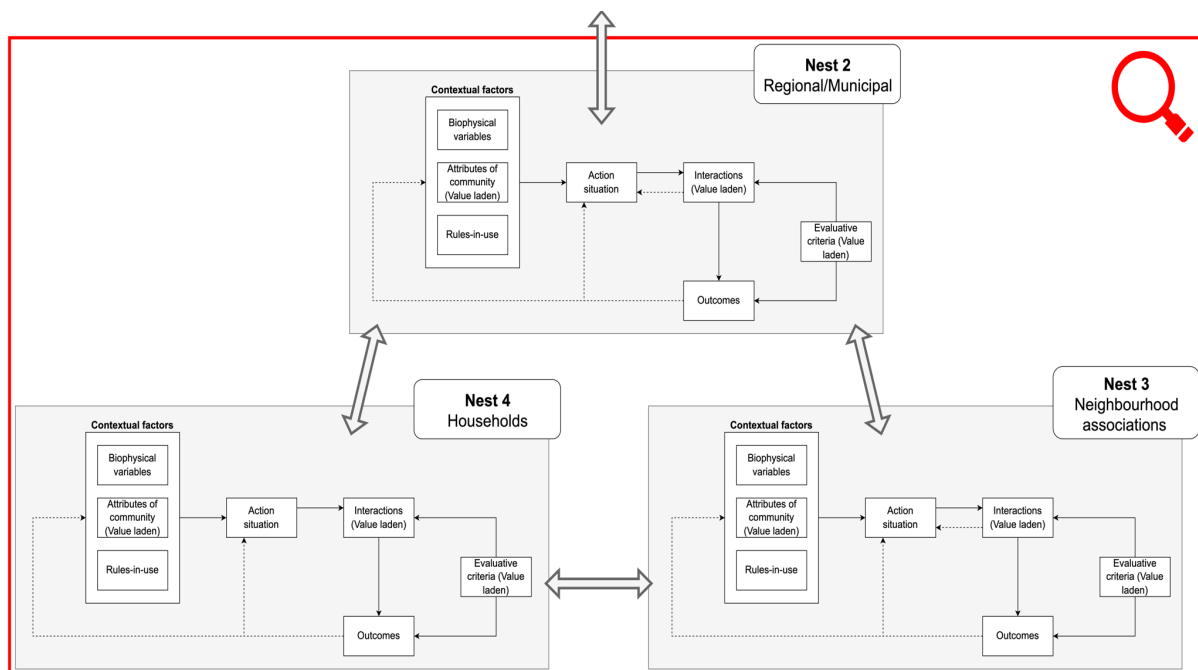 Nest 2
Regional/Municipal
Contextual factors
Biophysical
variables
Attributes of
community
(Value laden)
Rules-in-use
Action
situation
Interactions
(Value laden)
Evaluative
criteria (Value
laden)
Outcomes
Nest 4
Households
Contextual factors
Biophysical
variables
Attributes of
community
(Value laden)
Rules-in-use
Action
situation
Interactions
(Value laden)
Evaluative
criteria (Value
laden)
Outcomes
Nest 3
Neighbourhood
associations
Contextual factors
Biophysical
variables
Attributes of
community
(Value laden)
Rules-in-use
Action
situation
Interactions
(Value laden)
Evaluative
criteria (Value
laden)
Outcomes